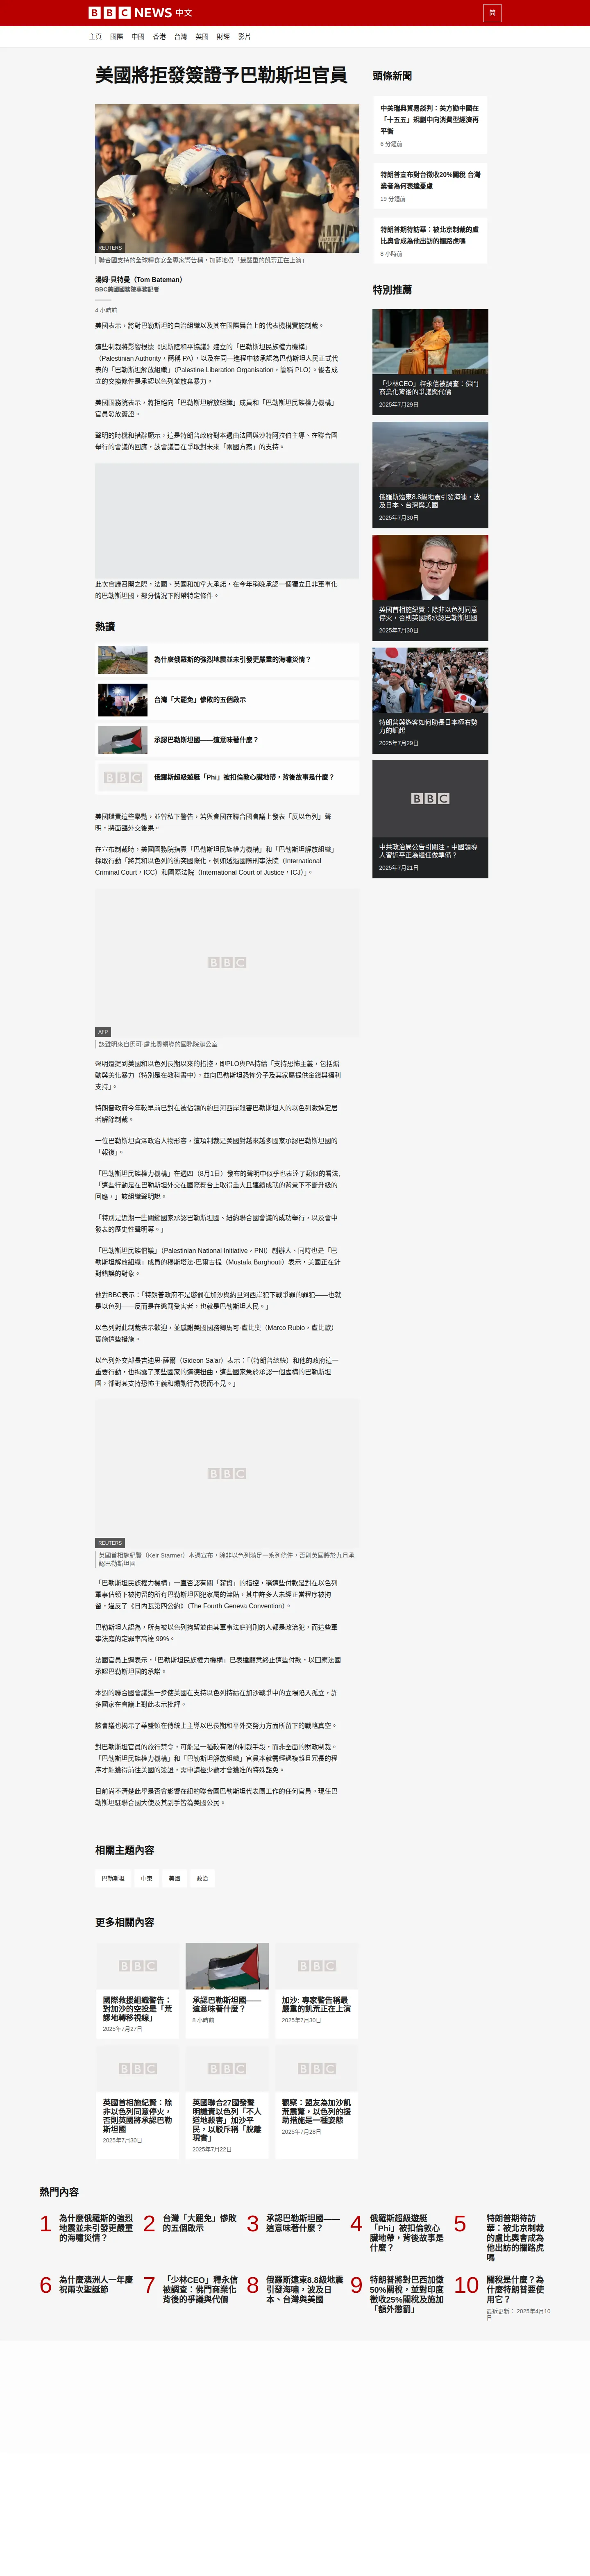 BBC NEWS 中文
简
主頁 國際 中國 香港 台灣 英國 財經 影片
美國將拒發簽證予巴勒斯坦官員
REUTERS
聯合國支持的全球糧食安全專家警告稱，加薩地帶「最嚴重的飢荒正在上演」
湯姆·貝特曼（Tom Bateman）
BBC美國國務院事務記者
4 小時前
美國表示，將對巴勒斯坦的自治組織以及其在國際舞台上的代表機構實施制裁。
這些制裁將影響根據《奧斯陸和平協議》建立的「巴勒斯坦民族權力機構」
（Palestinian Authority，簡稱 PA），以及在同一進程中被承認為巴勒斯坦人民正式代
表的「巴勒斯坦解放組織」（Palestine Liberation Organisation，簡稱 PLO）。後者成
立的交換條件是承認以色列並放棄暴力。
美國國務院表示，將拒絕向「巴勒斯坦解放組織」成員和「巴勒斯坦民族權力機構」
官員發放簽證。
聲明的時機和措辭顯示，這是特朗普政府對本週由法國與沙特阿拉伯主導、在聯合國
舉行的會議的回應，該會議旨在爭取對未來「兩國方案」的支持。
此次會議召開之際，法國、英國和加拿大承諾，在今年稍晚承認一個獨立且非軍事化
的巴勒斯坦國，部分情況下附帶特定條件。
熱讀
為什麼俄羅斯的強烈地震並未引發更嚴重的海嘯災情？
台灣「大罷免」慘敗的五個啟示
承認巴勒斯坦國——這意味著什麼？
BBC
俄羅斯超級遊艇「Phi」被扣倫敦心臟地帶，背後故事是什麼？
美國譴責這些舉動，並曾私下警告，若與會國在聯合國會議上發表「反以色列」聲
明，將面臨外交後果。
在宣布制裁時，美國國務院指責「巴勒斯坦民族權力機構」和「巴勒斯坦解放組織」
採取行動「將其和以色列的衝突國際化，例如透過國際刑事法院（International
Criminal Court，ICC）和國際法院（International Court of Justice，ICJ）」。
BBC
AFP
該聲明來自馬可·盧比奧領導的國務院辦公室
聲明還提到美國和以色列長期以來的指控，即PLO與PA持續「支持恐怖主義，包括煽
動與美化暴力（特別是在教科書中），並向巴勒斯坦恐怖分子及其家屬提供金錢與福利
支持」。
特朗普政府今年較早前已對在被佔領的約旦河西岸殺害巴勒斯坦人的以色列激進定居
者解除制裁。
一位巴勒斯坦資深政治人物形容，這項制裁是美國對越來越多國家承認巴勒斯坦國的
「報復」。
「巴勒斯坦民族權力機構」在週四（8月1日）發布的聲明中似乎也表達了類似的看法,
「這些行動是在巴勒斯坦外交在國際舞台上取得重大且連續成就的背景下不斷升級的
回應，」該組織聲明說。
「特別是近期一些關鍵國家承認巴勒斯坦國、紐約聯合國會議的成功舉行，以及會中
發表的歷史性聲明等。」
「巴勒斯坦民族倡議」（Palestinian National Initiative，PNI）創辦人、同時也是「巴
勒斯坦解放組織」成員的穆斯塔法·巴爾古提（Mustafa Barghouti）表示，美國正在針
對錯誤的對象。
他對BBC表示：「特朗普政府不是懲罰在加沙與約旦河西岸犯下戰爭罪的罪犯——也就
是以色列——反而是在懲罰受害者，也就是巴勒斯坦人民。」
以色列對此制裁表示歡迎，並感謝美國國務卿馬可·盧比奧（Marco Rubio，盧比歐）
實施這些措施。
以色列外交部長吉迪恩·薩爾（Gideon Sa'ar）表示：「（特朗普總統）和他的政府這一
重要行動，也揭露了某些國家的道德扭曲，這些國家急於承認一個虛構的巴勒斯坦
國，卻對其支持恐怖主義和煽動行為視而不見。」
BBC
REUTERS
英國首相施紀賢（Keir Starmer）本週宣布，除非以色列滿足一系列條件，否則英國將於九月承
認巴勒斯坦國
「巴勒斯坦民族權力機構」一直否認有關「薪資」的指控，稱這些付款是對在以色列
軍事佔領下被拘留的所有巴勒斯坦囚犯家屬的津貼，其中許多人未經正當程序被拘
留，違反了《日內瓦第四公約》（The Fourth Geneva Convention）。
巴勒斯坦人認為，所有被以色列拘留並由其軍事法庭判刑的人都是政治犯，而這些軍
事法庭的定罪率高達 99%。
法國官員上週表示，「巴勒斯坦民族權力機構」已表達願意終止這些付款，以回應法國
承認巴勒斯坦國的承諾。
本週的聯合國會議進一步使美國在支持以色列持續在加沙戰爭中的立場陷入孤立，許
多國家在會議上對此表示批評。
該會議也揭示了華盛頓在傳統上主導以巴長期和平外交努力方面所留下的戰略真空。
對巴勒斯坦官員的旅行禁令，可能是一種較有限的制裁手段，而非全面的財政制裁。
「巴勒斯坦民族權力機構」和「巴勒斯坦解放組織」官員本就需經過複雜且冗長的程
序才能獲得前往美國的簽證，需申請極少數才會獲准的特殊豁免。
目前尚不清楚此舉是否會影響在紐約聯合國巴勒斯坦代表團工作的任何官員。現任巴
勒斯坦駐聯合國大使及其副手皆為美國公民。
相關主題內容
巴勒斯坦 中東 美國 政治
更多相關內容
BBC
國際救援組織警告：
對加沙的空投是「荒
謬地轉移視線」
2025年7月27日
承認巴勒斯坦國——
這意味著什麼？
8 小時前
BBC
加沙: 專家警告稱最
嚴重的飢荒正在上演
2025年7月30日
BBC
英國首相施紀賢：除
非以色列同意停火，
否則英國將承認巴勒
斯坦國
2025年7月30日
BBC
英國聯合27國發聲
明譴責以色列「不人
道地殺害」加沙平
民，以駁斥稱「脫離
現實」
2025年7月22日
BBC
觀察：盟友為加沙飢
荒震驚，以色列的援
助措施是一種姿態
2025年7月28日
頭條新聞
中美瑞典貿易談判：美方勸中國在
「十五五」規劃中向消費型經濟再
平衡
6 分鐘前
特朗普宣布對台徵收20%關稅 台灣
業者為何表達憂慮
19 分鐘前
特朗普期待訪華：被北京制裁的盧
比奧會成為他出訪的攔路虎嗎
8 小時前
特別推薦
「少林CEO」釋永信被調查：佛門
商業化背後的爭議與代價
2025年7月29日
俄羅斯遠東8.8級地震引發海嘯，波
及日本、台灣與美國
2025年7月30日
英國首相施紀賢：除非以色列同意
停火，否則英國將承認巴勒斯坦國
2025年7月30日
特朗普與遊客如何助長日本極右勢
力的崛起
2025年7月29日
BBC
中共政治局公告引關注，中國領導
人習近平正為繼任做準備？
2025年7月21日
熱門內容
1 為什麼俄羅斯的強烈
地震並未引發更嚴重
的海嘯災情？
2 台灣「大罷免」慘敗
的五個啟示
3 承認巴勒斯坦國——
這意味著什麼？
4 俄羅斯超級遊艇
「Phi」被扣倫敦心
臟地帶，背後故事是
什麼？
5 特朗普期待訪
華：被北京制裁
的盧比奧會成為
他出訪的攔路虎
嗎
6 為什麼澳洲人一年慶
祝兩次聖誕節
7 「少林CEO」釋永信
被調查：佛門商業化
背後的爭議與代價
8 俄羅斯遠東8.8級地震
引發海嘯，波及日
本、台灣與美國
9 特朗普將對巴西加徵
50%關稅，並對印度
徵收25%關稅及施加
「額外懲罰」
10 關稅是什麼？為
什麼特朗普要使
用它？
最近更新： 2025年4月10
日